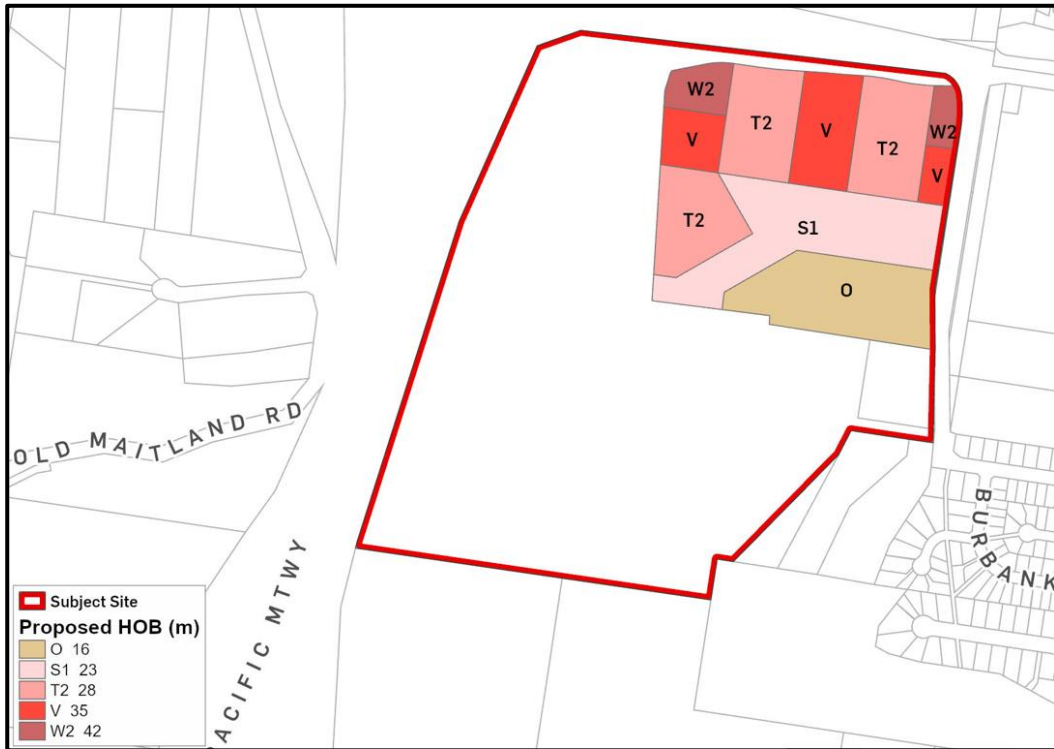 W2
T2
V
T2
W2
V
V
T2
S1
O
OLD MAITLAND RD
BURBANK
ACIFIC MTWY
Subject Site
Proposed HOB (m)
O 16
S1 23
T2 28
V 35
W2 42